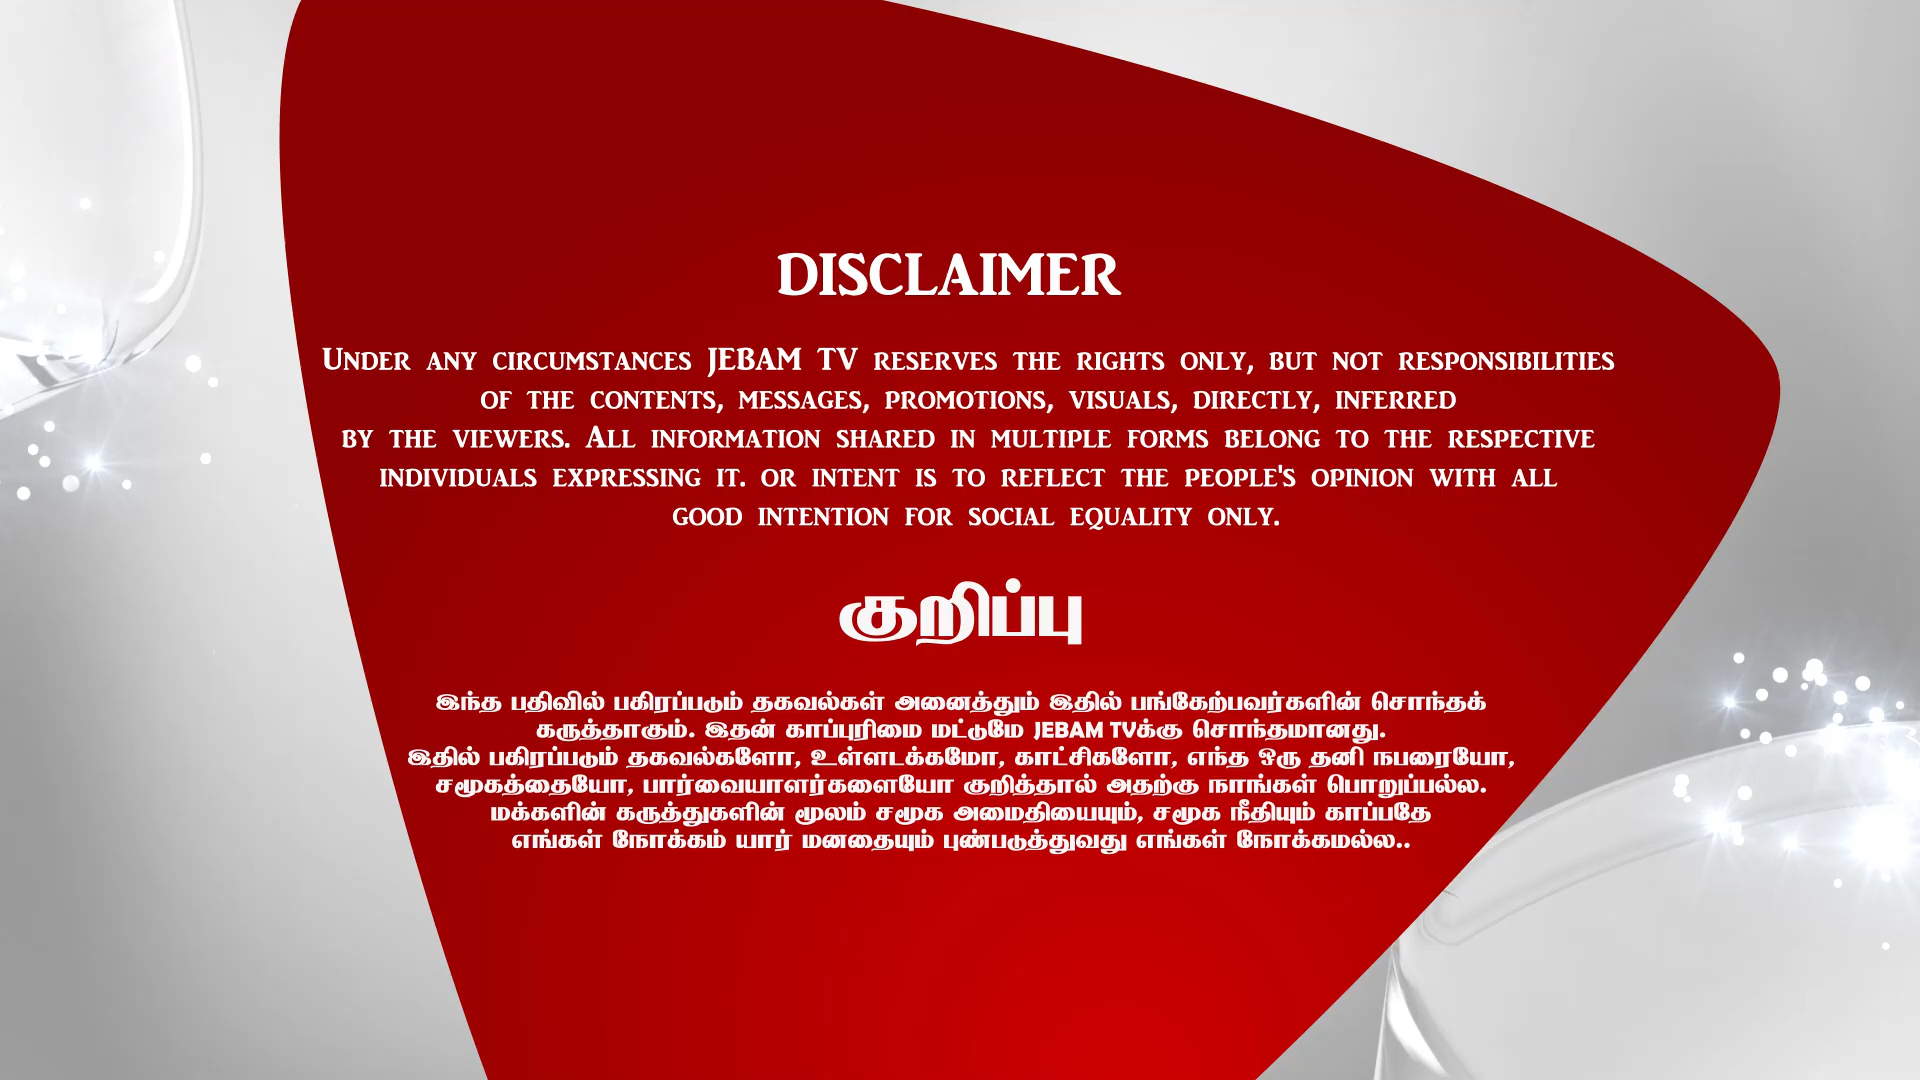 DISCLAIMER
UNDER ANY CIRCUMSTANCES JEBAM TV RESERVES THE RIGHTS ONLY, BUT NOT RESPONSIBILITIES
OF THE CONTENTS, MESSAGES, PROMOTIONS, VISUALS, DIRECTLY, INFERRED
BY THE VIEWERS. ALL INFORMATION SHARED IN MULTIPLE FORMS BELONG TO THE RESPECTIVE
INDIVIDUALS EXPRESSING IT. OR INTENT IS TO REFLECT THE PEOPLE'S OPINION WITH ALL
GOOD INTENTION FOR SOCIAL EQUALITY ONLY.
குறிப்பு
இந்த பதிவில் பகிரப்படும் தகவல்கள் அனைத்தும் இதில் பங்கேற்பவர்களின் சொந்தக்
கருத்தாகும். இதன் காப்புரிமை மட்டுமே JEBAM TVக்கு சொந்தமானது.
இதில் பகிரப்படும் தகவல்களோ, உள்ளடக்கமோ, காட்சிகளோ, எந்த ஒரு தனி நபரையோ,
சமூகத்தையோ, பார்வையாளர்களையோ குறித்தால் அதற்கு நாங்கள் பொறுப்பல்ல.
மக்களின் கருத்துகளின் மூலம் சமூக அமைதியையும், சமூக நீதியும் காப்பதே
எங்கள் நோக்கம் யார் மனதையும் புண்படுத்துவது எங்கள் நோக்கமல்ல..